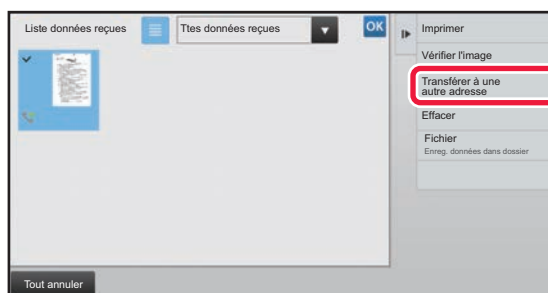 Liste données reçues
Ttes données reçues
OK
Imprimer
Vérifier l'image
Transférer à une
autre adresse
Effacer
Fichier
Enreg. données dans dossier
Tout annuler